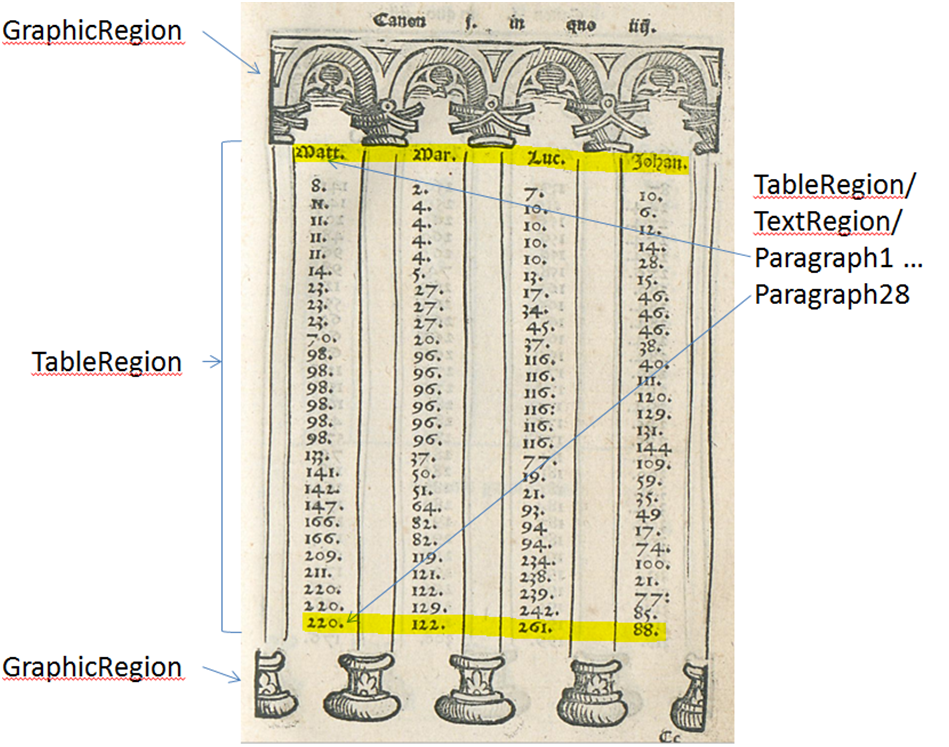 Canon j. in quo iiij.
GraphicRegion
Matt. Mar. Luc. Johan.
8. 2. 7. 10.
11. 4. 10. 6.
11. 4. 10. 12.
11. 4. 10. 14.
11. 4. 10. 28.
14. 5. 13. 15.
23. 27. 17. 46.
23. 27. 34. 46.
23. 27. 45. 46.
70. 20. 37. 38.
98. 96. 116. 40.
98. 96. 116. 111.
98. 96. 116. 120.
98. 96. 116: 129.
98. 96. 116. 131.
98. 96. 116. 144
133. 37. 77. 109.
141. 50. 19. 59.
142. 51. 21. 35.
147. 64. 93. 49
166. 82. 94 17.
166. 82. 94. 74.
209. 119. 234. 100.
211. 121. 238. 21.
220. 122. 239. 77:
220. 129. 242. 85.
220. 122. 261. 88.
Cc
TableRegion
GraphicRegion
TableRegion/
TextRegion/
Paragraph1 ...
Paragraph28